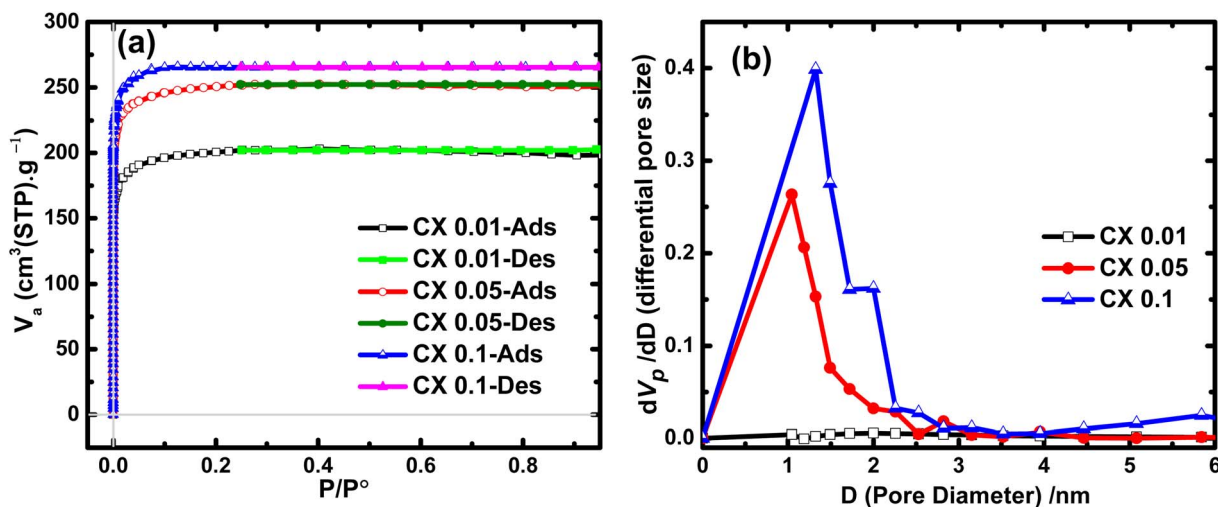 (a)
300
250
200
150
100
50
0
0.0 0.2 0.4 0.6 0.8
P/P°
Vₐ (cm³(STP).g⁻¹)
CX 0.01-Ads
CX 0.01-Des
CX 0.05-Ads
CX 0.05-Des
CX 0.1-Ads
CX 0.1-Des
(b)
0.4
0.3
0.2
0.1
0.0
0 1 2 3 4 5 6
D (Pore Diameter) /nm
dVₚ /dD (differential pore size)
CX 0.01
CX 0.05
CX 0.1